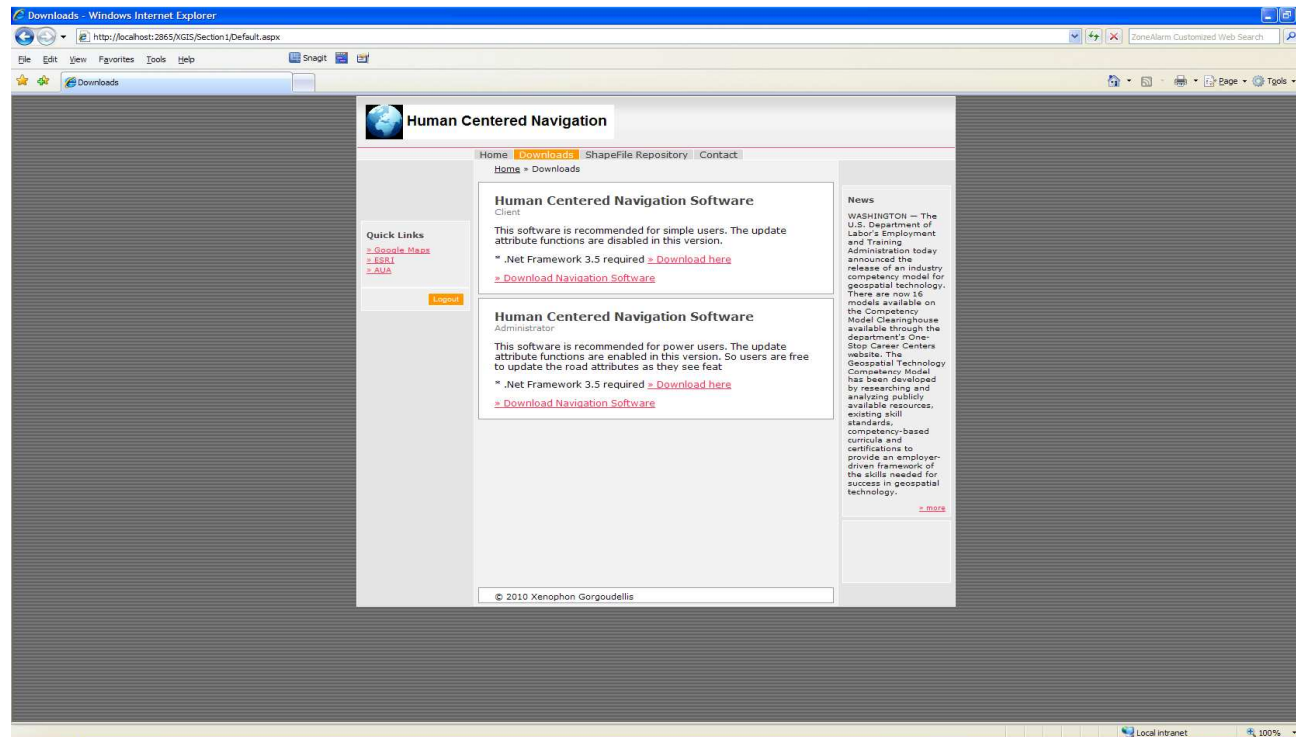 Downloads - Windows Internet Explorer
http://localhost:2865/XGIS/Section1/Default.aspx
ZoneAlarm Customized Web Search
File Edit View Favorites Tools Help
Snagit
Downloads
Page Tools
Human Centered Navigation
Home Downloads ShapeFile Repository Contact
Home » Downloads
Quick Links
» Google Maps
» ESRI
» AUA
Logout
Human Centered Navigation Software
Client
This software is recommended for simple users. The update
attribute functions are disabled in this version.
* .Net Framework 3.5 required » Download here
» Download Navigation Software
Human Centered Navigation Software
Administrator
This software is recommended for power users. The update
attribute functions are enabled in this version. So users are free
to update the road attributes as they see feat
* .Net Framework 3.5 required » Download here
» Download Navigation Software
News
WASHINGTON — The
U.S. Department of
Labor's Employment
and Training
Administration today
announced the
release of an industry
competency model for
geospatial technology.
There are now 16
models available on
the Competency
Model Clearinghouse
available through the
department's One-
Stop Career Centers
website. The
Geospatial Technology
Competency Model
has been developed
by researching and
analyzing publicly
available resources,
existing skill
standards,
competency-based
curricula and
certifications to
provide an employer-
driven framework of
the skills needed for
success in geospatial
technology.
» more
© 2010 Xenophon Gorgoudellis
Local intranet
100%